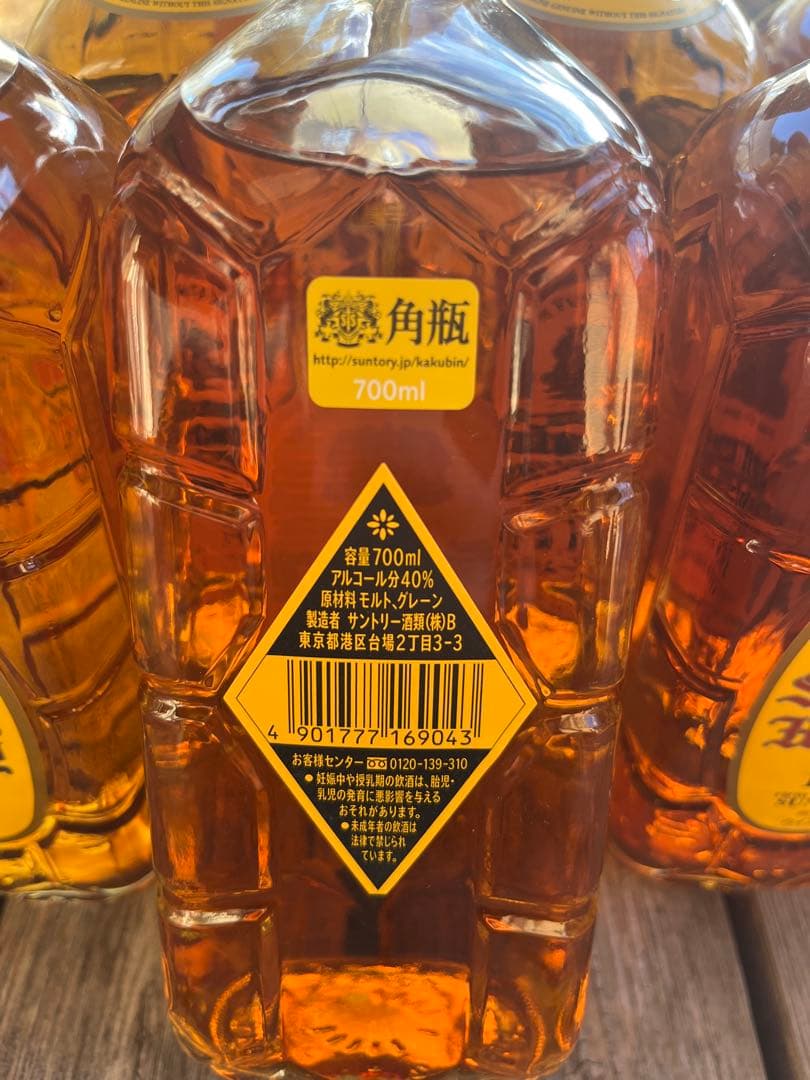 GENUINE WITHOUT THIS SIGNATURE
角瓶
http://suntory.jp/kakubin/
700ml
容量700ml
アルコール分40%
原材料 モルト、グレーン
製造者 サントリー酒類(株)B
東京都港区台場2丁目3-3
4 901777 169043
お客様センター 0120-139-310
●妊娠中や授乳期の飲酒は、胎児・
乳児の発育に悪影響を与える
おそれがあります。
●未成年者の飲酒は
法律で禁じられ
ています。